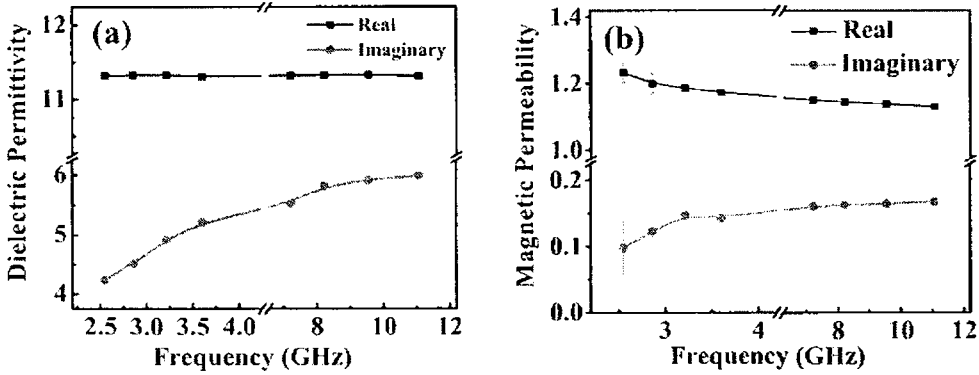 (a)
Real
Imaginary
12
11
6
5
4
Dielectric Permittivity
2.5 3.0 3.5 4.0 8 10 12
Frequency (GHz)
(b)
Real
Imaginary
1.4
1.2
1.0
0.2
0.1
0.0
Magnetic Permeability
3 4 8 10 12
Frequency (GHz)